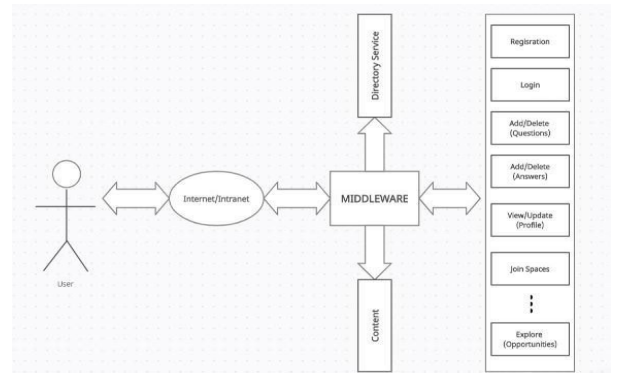 Directory Service
Regisration
Login
Add/Delete
(Questions)
Add/Delete
(Answers)
Internet/Intranet
MIDDLEWARE
View/Update
(Profile)
Join Spaces
User
Content
Explore
(Opportunities)